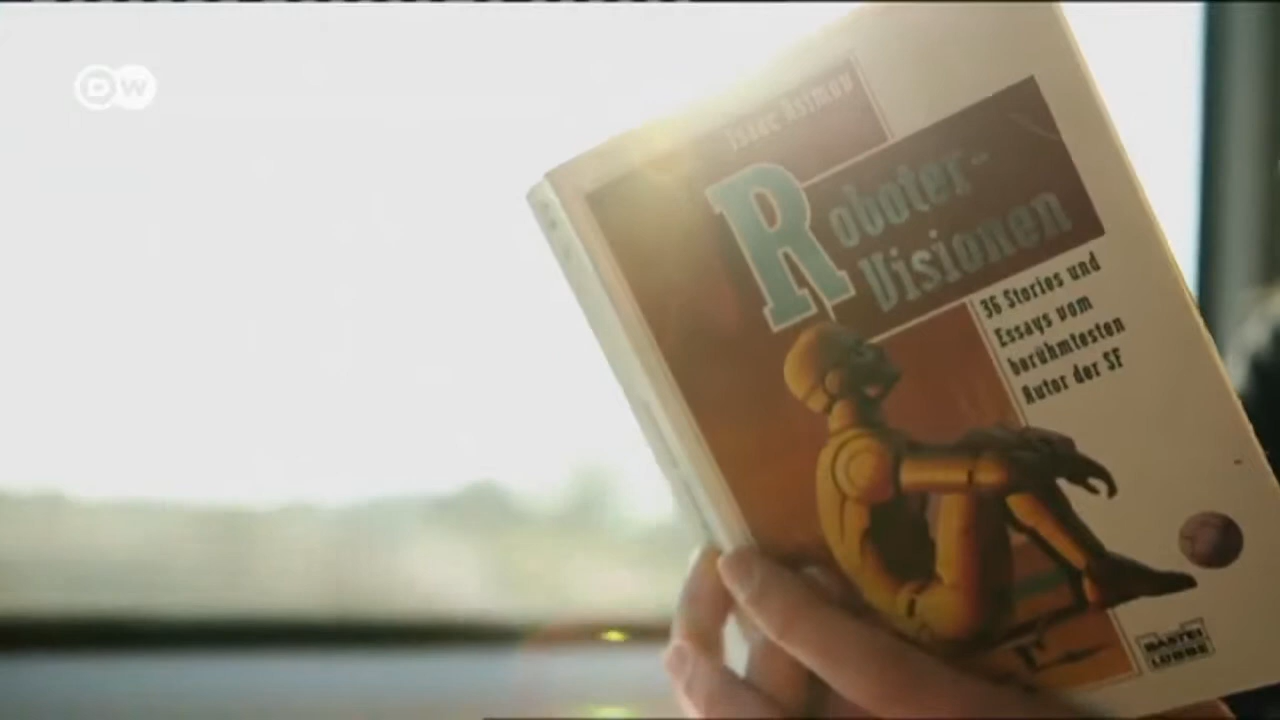 DW
Isaac Asimov
Roboter-
Visionen
36 Stories und
Essays vom
berühmtesten
Autor der SF
BASTEI
LÜBBE